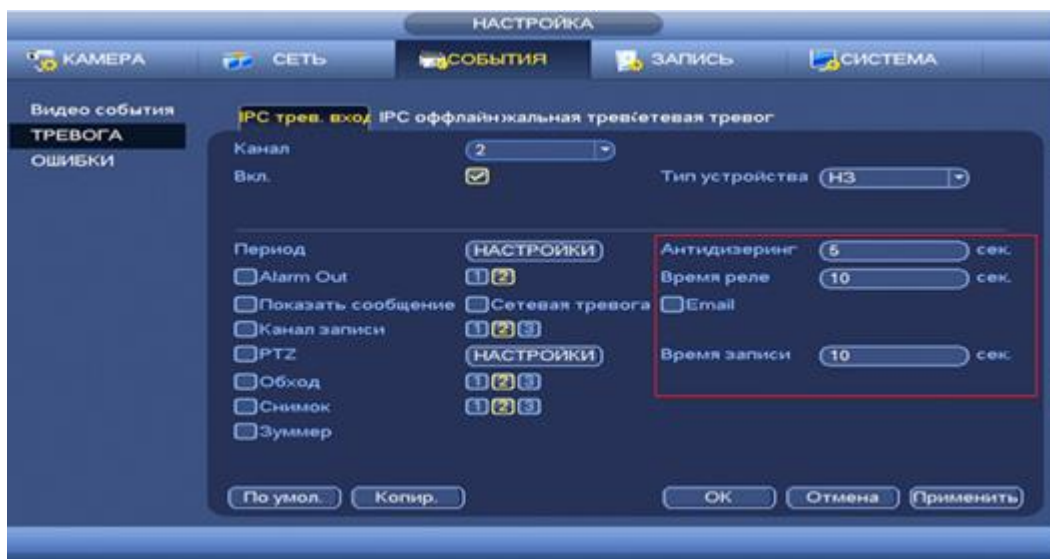 НАСТРОЙКА
КАМЕРА СЕТЬ СОБЫТИЯ ЗАПИСЬ СИСТЕМА
Видео события
ТРЕВОГА
ОШИБКИ
IPC трев. вход IPC оффлайн жальная трев сетевая тревог
Канал 2
Вкл. Тип устройства НЗ
Период НАСТРОЙКИ Антидизеринг 5 сек.
Alarm Out 1 2 Время реле 10 сек.
Показать сообщение Сетевая тревога Email
Канал записи 1 2 3
PTZ НАСТРОЙКИ Время записи 10 сек.
Обход 1 2 3
Снимок 1 2 3
Зуммер
По умол. Копир. ОК Отмена Применить